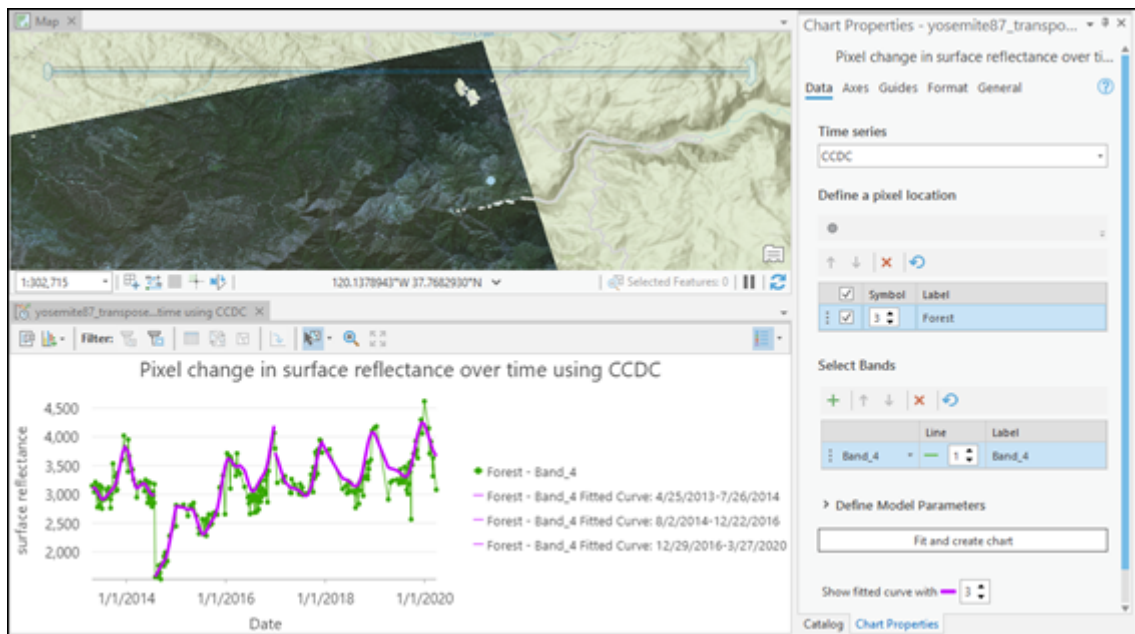 Map
Chart Properties - yosemite87_transpo...
Pixel change in surface reflectance over ti...
Data Axes Guides Format General
Time series
CCDC
Define a pixel location
Symbol Label
3 Forest
Select Bands
Line Label
Band_4 1 Band_4
Define Model Parameters
Fit and create chart
Show fitted curve with 3
Catalog Chart Properties
1:302,715
120.1378943°W 37.7682930°N
Selected Features: 0
yosemite87_transpose...time using CCDC
Filter:
Pixel change in surface reflectance over time using CCDC
surface reflectance
4,500
4,000
3,500
3,000
2,500
2,000
1/1/2014 1/1/2016 1/1/2018 1/1/2020
Date
Forest - Band_4
Forest - Band_4 Fitted Curve: 4/25/2013-7/26/2014
Forest - Band_4 Fitted Curve: 8/2/2014-12/22/2016
Forest - Band_4 Fitted Curve: 12/29/2016-3/27/2020